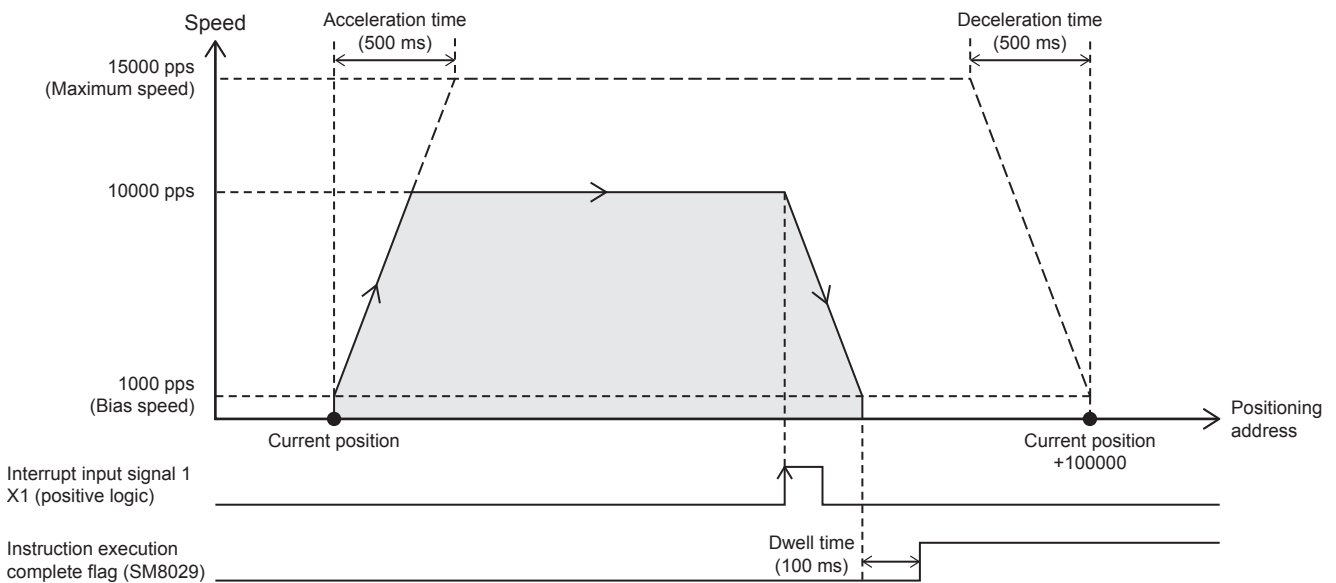 Speed
Acceleration time
(500 ms)
Deceleration time
(500 ms)
15000 pps
(Maximum speed)
10000 pps
1000 pps
(Bias speed)
Positioning
address
Current position
Current position
+100000
Interrupt input signal 1
X1 (positive logic)
Dwell time
(100 ms)
Instruction execution
complete flag (SM8029)